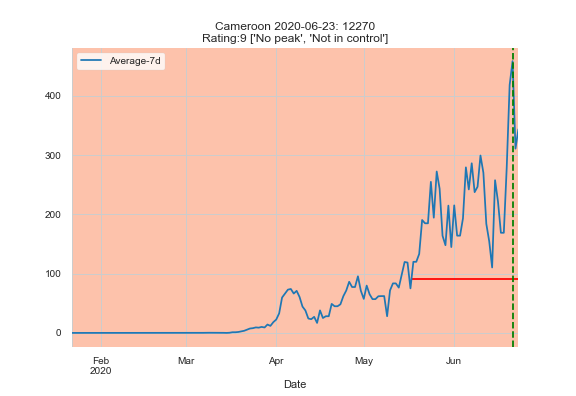 Cameroon 2020-06-23: 12270
Rating:9 ['No peak', 'Not in control']
Average-7d
400
300
200
100
0
Feb Mar Apr May Jun
2020
Date